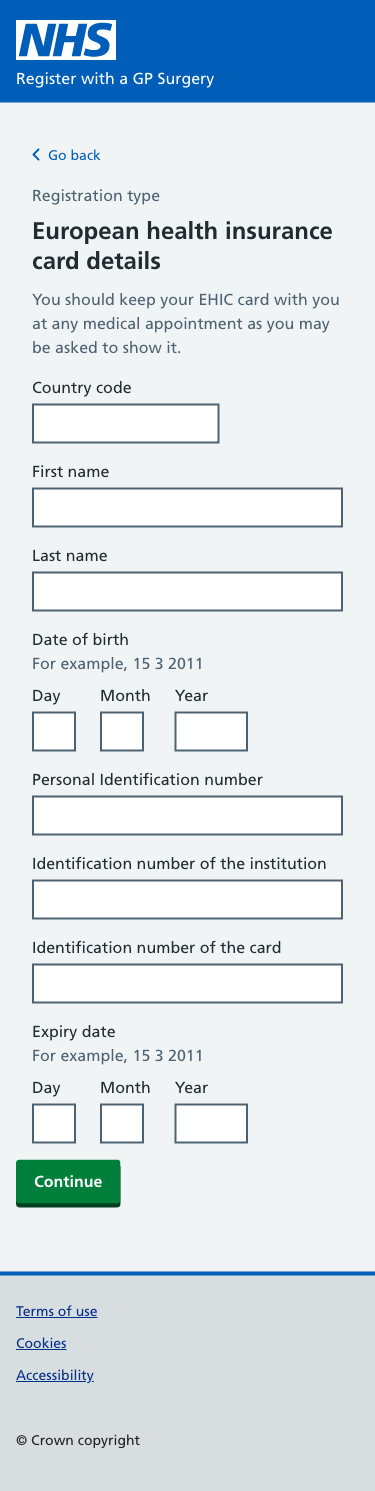 NHS
Register with a GP Surgery
Go back
Registration type
European health insurance
card details
You should keep your EHIC card with you
at any medical appointment as you may
be asked to show it.
Country code
First name
Last name
Date of birth
For example, 15 3 2011
Day Month Year
Personal Identification number
Identification number of the institution
Identification number of the card
Expiry date
For example, 15 3 2011
Day Month Year
Continue
Terms of use
Cookies
Accessibility
© Crown copyright